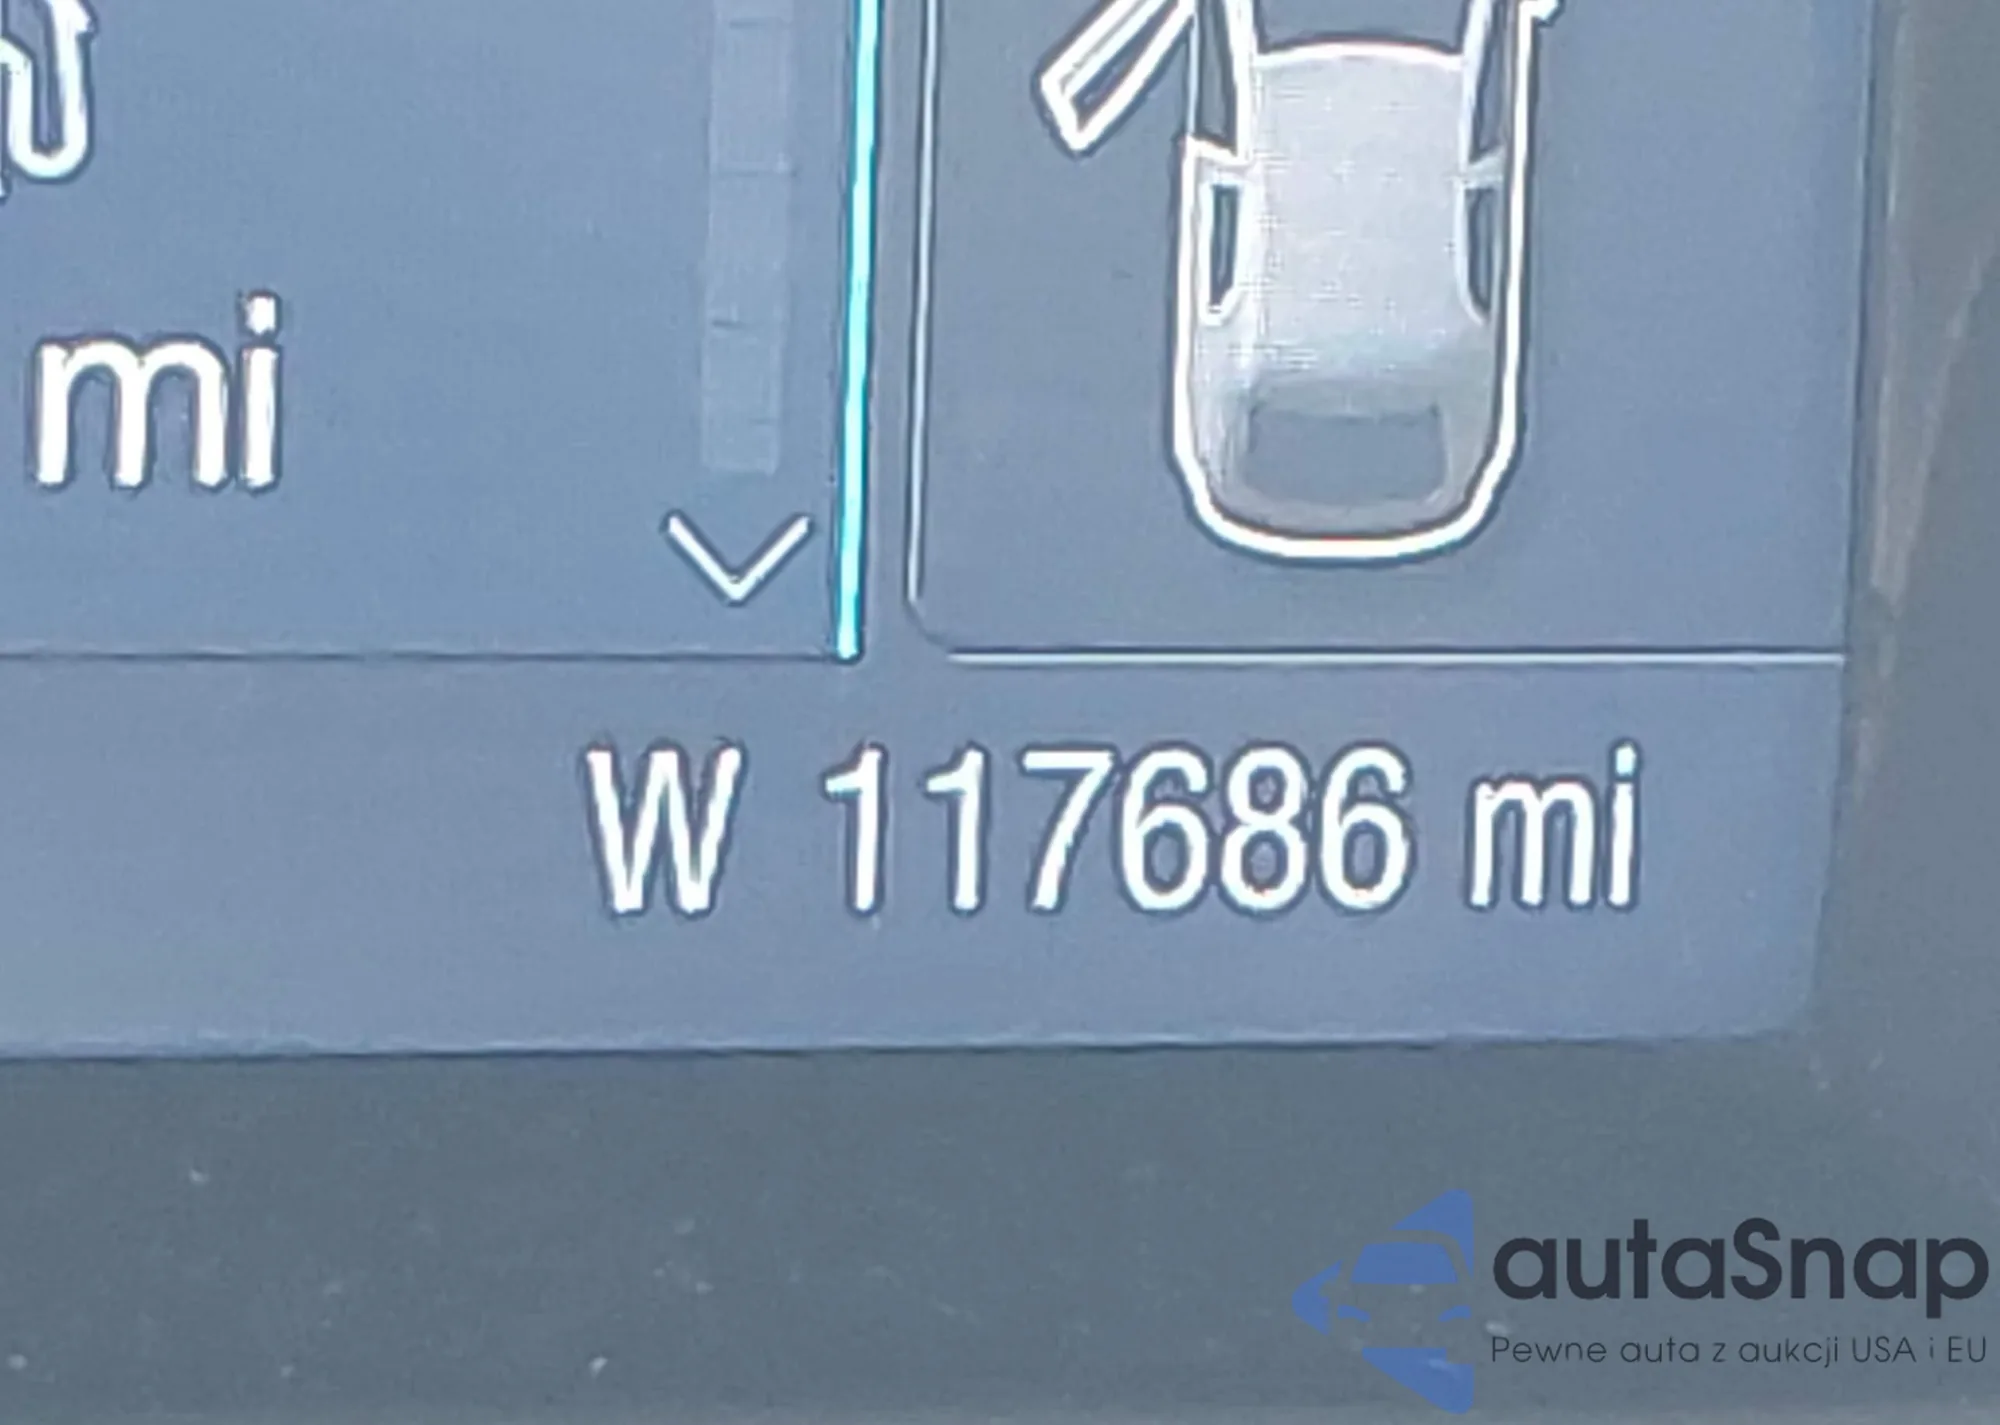 mi
W 117686 mi
autaSnap
Pewne auta z aukcji USA i EU